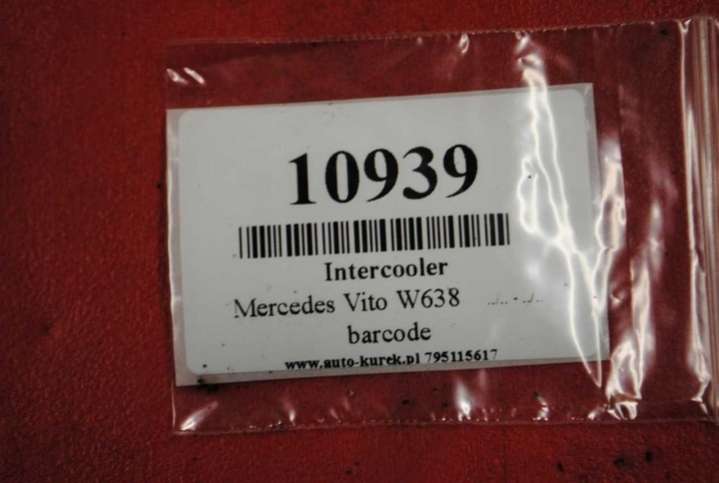 10939
Intercooler
Mercedes Vito W638
barcode
www.auto-kurek.pl 795115617